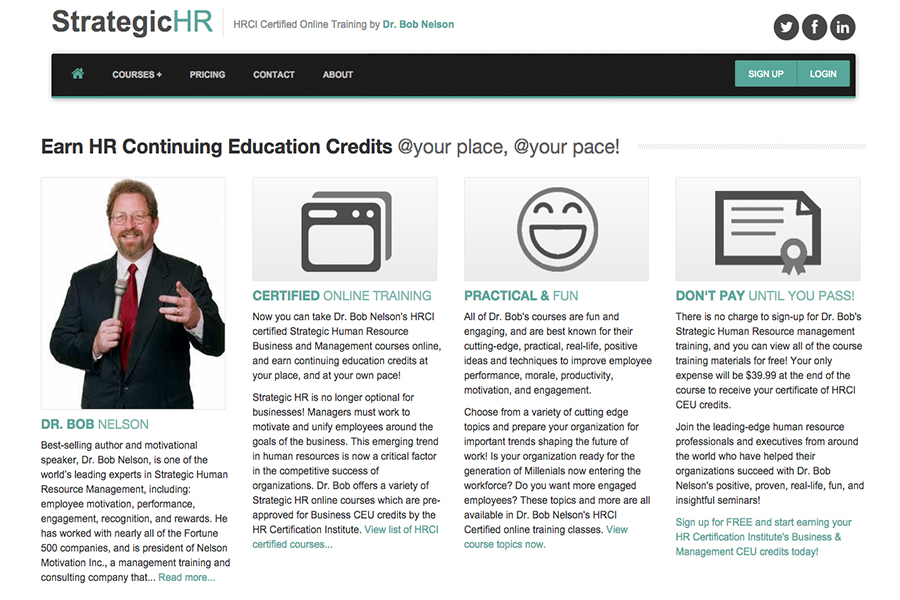 StrategicHR
HRCI Certified Online Training by Dr. Bob Nelson
COURSES +
PRICING
CONTACT
ABOUT
SIGN UP
LOGIN
Earn HR Continuing Education Credits @your place, @your pace!
DR. BOB NELSON
Best-selling author and motivational
speaker, Dr. Bob Nelson, is one of the
world's leading experts in Strategic Human
Resource Management, including:
employee motivation, performance,
engagement, recognition, and rewards. He
has worked with nearly all of the Fortune
500 companies, and is president of Nelson
Motivation Inc., a management training and
consulting company that... Read more...
CERTIFIED ONLINE TRAINING
Now you can take Dr. Bob Nelson's HRCI
certified Strategic Human Resource
Business and Management courses online,
and earn continuing education credits at
your place, and at your own pace!
Strategic HR is no longer optional for
businesses! Managers must work to
motivate and unify employees around the
goals of the business. This emerging trend
in human resources is now a critical factor
in the competitive success of
organizations. Dr. Bob offers a variety of
Strategic HR online courses which are pre-
approved for Business CEU credits by the
HR Certification Institute. View list of HRCI
certified courses...
PRACTICAL & FUN
All of Dr. Bob's courses are fun and
engaging, and are best known for their
cutting-edge, practical, real-life, positive
ideas and techniques to improve employee
performance, morale, productivity,
motivation, and engagement.
Choose from a variety of cutting edge
topics and prepare your organization for
important trends shaping the future of
work! Is your organization ready for the
generation of Millenials now entering the
workforce? Do you want more engaged
employees? These topics and more are all
available in Dr. Bob Nelson's HRCI
Certified online training classes. View
course topics now.
DON'T PAY UNTIL YOU PASS!
There is no charge to sign-up for Dr. Bob's
Strategic Human Resource management
training, and you can view all of the course
training materials for free! Your only
expense will be $39.99 at the end of the
course to receive your certificate of HRCI
CEU credits.
Join the leading-edge human resource
professionals and executives from around
the world who have helped their
organizations succeed with Dr. Bob
Nelson's positive, proven, real-life, fun, and
insightful seminars!
Sign up for FREE and start earning your
HR Certification Institute's Business &
Management CEU credits today!